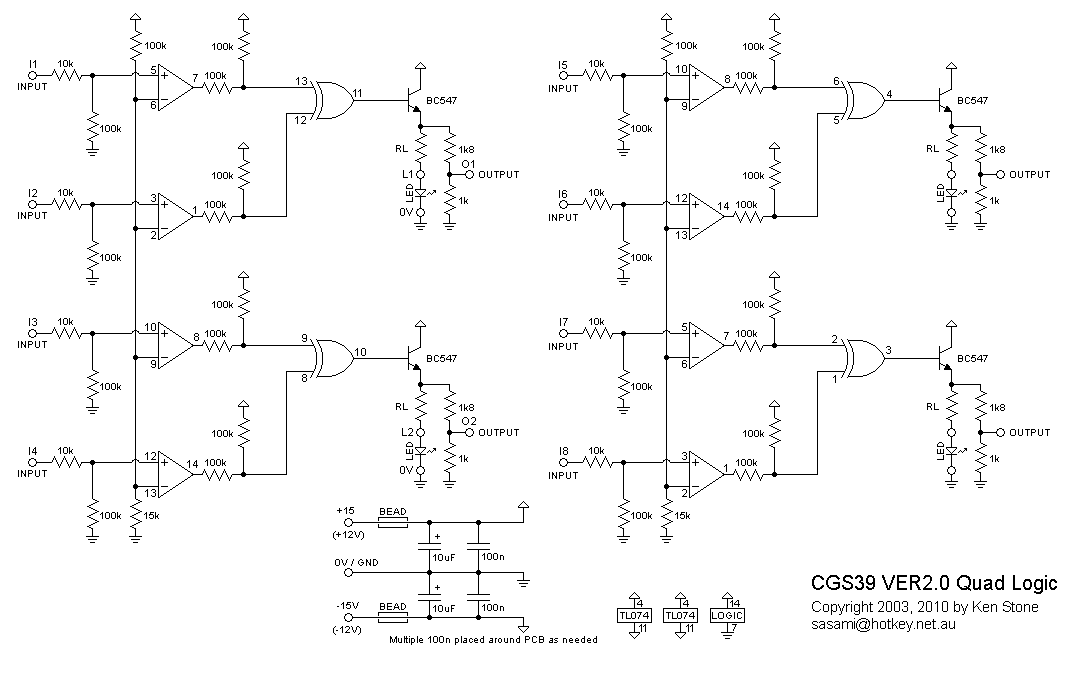 I1
INPUT
10k
100k
100k
5
6
7
100k
100k
13
12
11
BC547
RL
1k8
L1
O1
OUTPUT
LED
0V
1k
I2
INPUT
10k
100k
3
2
1
100k
100k
I3
INPUT
10k
100k
10
9
8
100k
100k
9
8
10
BC547
RL
1k8
L2
O2
OUTPUT
LED
0V
1k
I4
INPUT
10k
100k
12
13
14
100k
100k
15k
I5
INPUT
10k
100k
100k
10
9
8
100k
100k
6
5
4
BC547
RL
1k8
OUTPUT
LED
1k
I6
INPUT
10k
100k
12
13
14
100k
100k
I7
INPUT
10k
100k
5
6
7
100k
100k
2
1
3
BC547
RL
1k8
OUTPUT
LED
1k
I8
INPUT
10k
100k
3
2
1
100k
100k
15k
+15
(+12V)
BEAD
+
10uF
100n
0V / GND
-15V
(-12V)
BEAD
+
10uF
100n
Multiple 100n placed around PCB as needed
4
TL074
11
4
TL074
11
14
LOGIC
7
CGS39 VER2.0 Quad Logic
Copyright 2003, 2010 by Ken Stone
sasami@hotkey.net.au